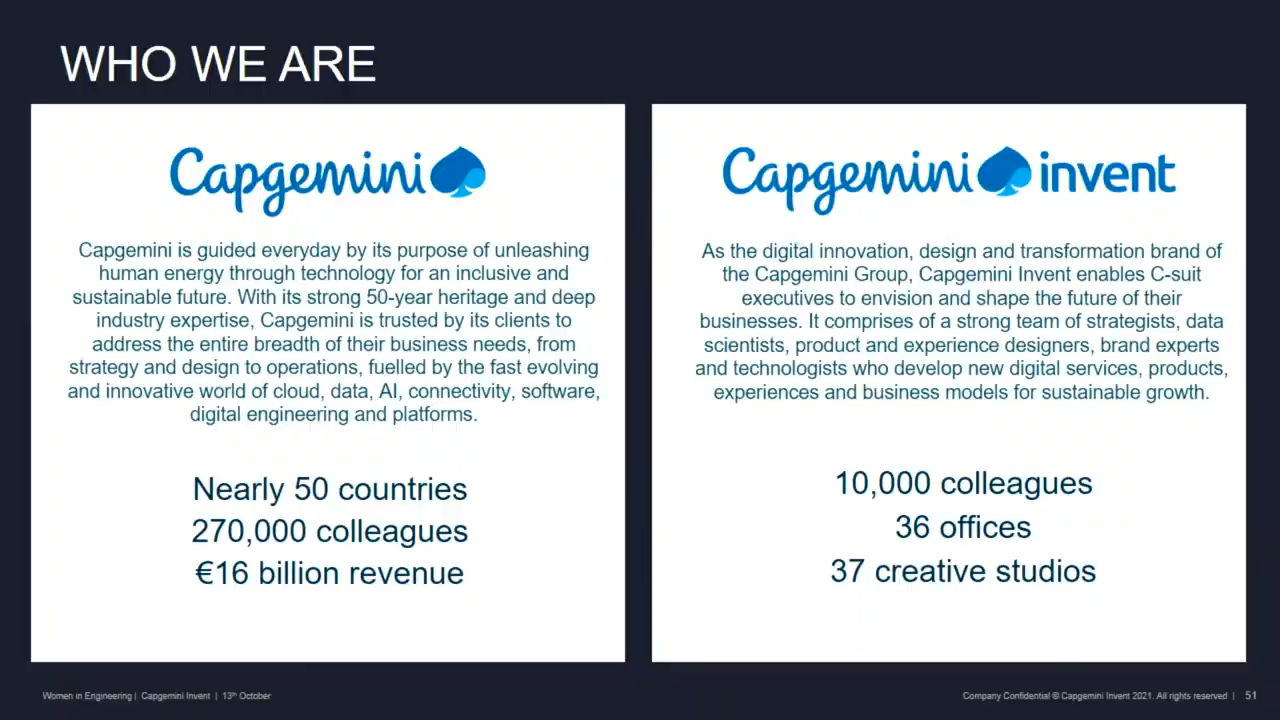 WHO WE ARE
Capgemini
Capgemini is guided everyday by its purpose of unleashing
human energy through technology for an inclusive and
sustainable future. With its strong 50-year heritage and deep
industry expertise, Capgemini is trusted by its clients to
address the entire breadth of their business needs, from
strategy and design to operations, fuelled by the fast evolving
and innovative world of cloud, data, AI, connectivity, software,
digital engineering and platforms.
Nearly 50 countries
270,000 colleagues
€16 billion revenue
Capgemini invent
As the digital innovation, design and transformation brand of
the Capgemini Group, Capgemini Invent enables C-suit
executives to envision and shape the future of their
businesses. It comprises of a strong team of strategists, data
scientists, product and experience designers, brand experts
and technologists who develop new digital services, products,
experiences and business models for sustainable growth.
10,000 colleagues
36 offices
37 creative studios
Women in Engineering | Capgemini Invent | 13th October
Company Confidential © Capgemini Invent 2021. All rights reserved | 51